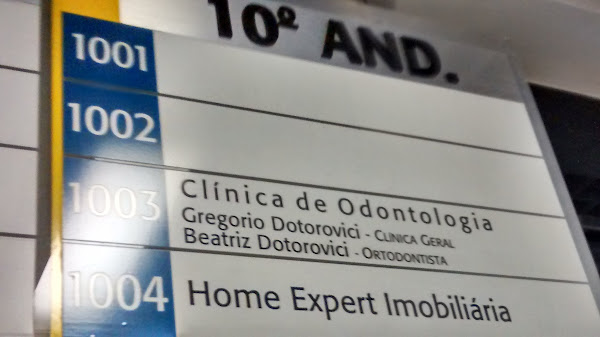 10º AND.
1001
1002
1003 Clínica de Odontologia
Gregorio Dotorovici - CLINICA GERAL
Beatriz Dotorovici - ORTODONTISTA
1004 Home Expert Imobiliária